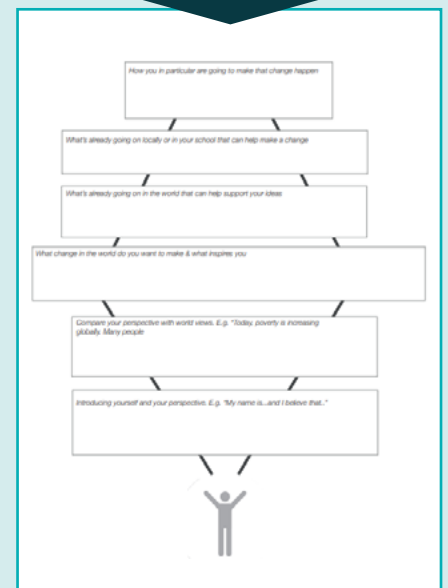 How you in particular are going to make that change happen
What's already going on locally or in your school that can help make a change
What's already going on in the world that can help support your ideas
What change in the world do you want to make & what inspires you
Compare your perspective with world views. E.g. "Today, poverty is increasing
globally. Many people
Introducing yourself and your perspective. E.g. "My name is...and I believe that.."